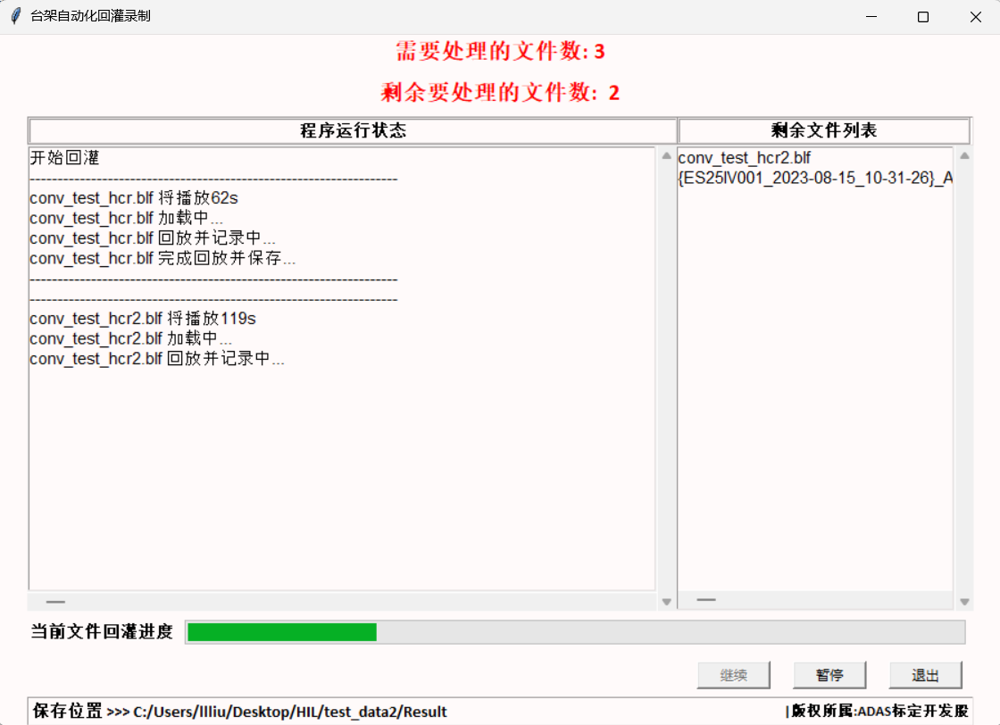 台架自动化回灌录制
需要处理的文件数: 3
剩余要处理的文件数: 2
程序运行状态
剩余文件列表
开始回灌
------------------------------------------------------------------
conv_test_hcr.blf 将播放62s
conv_test_hcr.blf 加载中...
conv_test_hcr.blf 回放并记录中...
conv_test_hcr.blf 完成回放并保存...
------------------------------------------------------------------
------------------------------------------------------------------
conv_test_hcr2.blf 将播放119s
conv_test_hcr2.blf 加载中...
conv_test_hcr2.blf 回放并记录中...
conv_test_hcr2.blf
{ES25IV001_2023-08-15_10-31-26}_A
当前文件回灌进度
继续
暂停
退出
保存位置 >>> C:/Users/llliu/Desktop/HIL/test_data2/Result
|版权所属:ADAS标定开发股